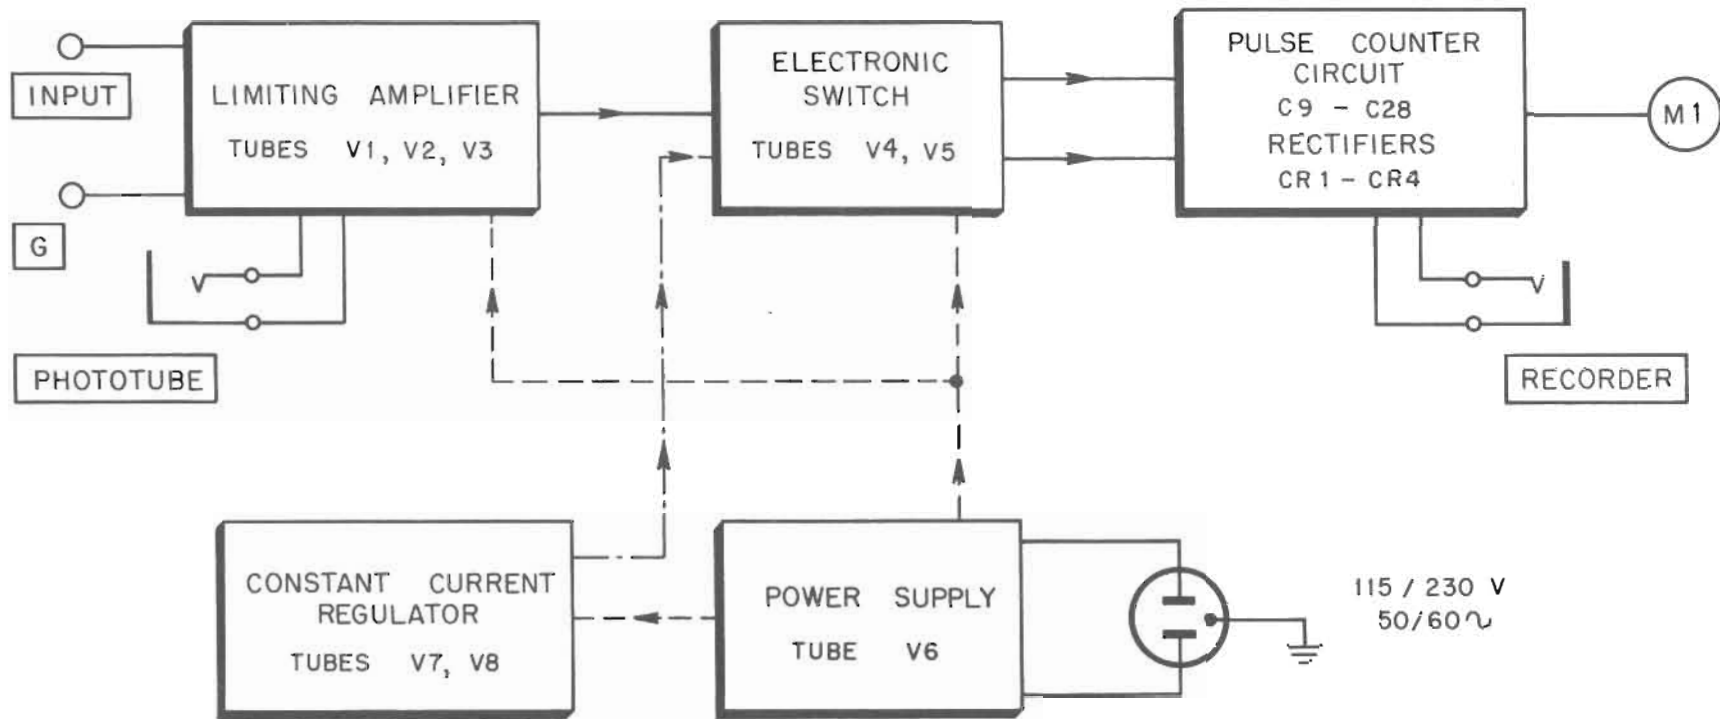 INPUT
G
PHOTOTUBE
LIMITING AMPLIFIER
TUBES V1, V2, V3
ELECTRONIC
SWITCH
TUBES V4, V5
PULSE COUNTER
CIRCUIT
C9 - C28
RECTIFIERS
CR1 - CR4
M1
RECORDER
CONSTANT CURRENT
REGULATOR
TUBES V7, V8
POWER SUPPLY
TUBE V6
115 / 230 V
50/60∿